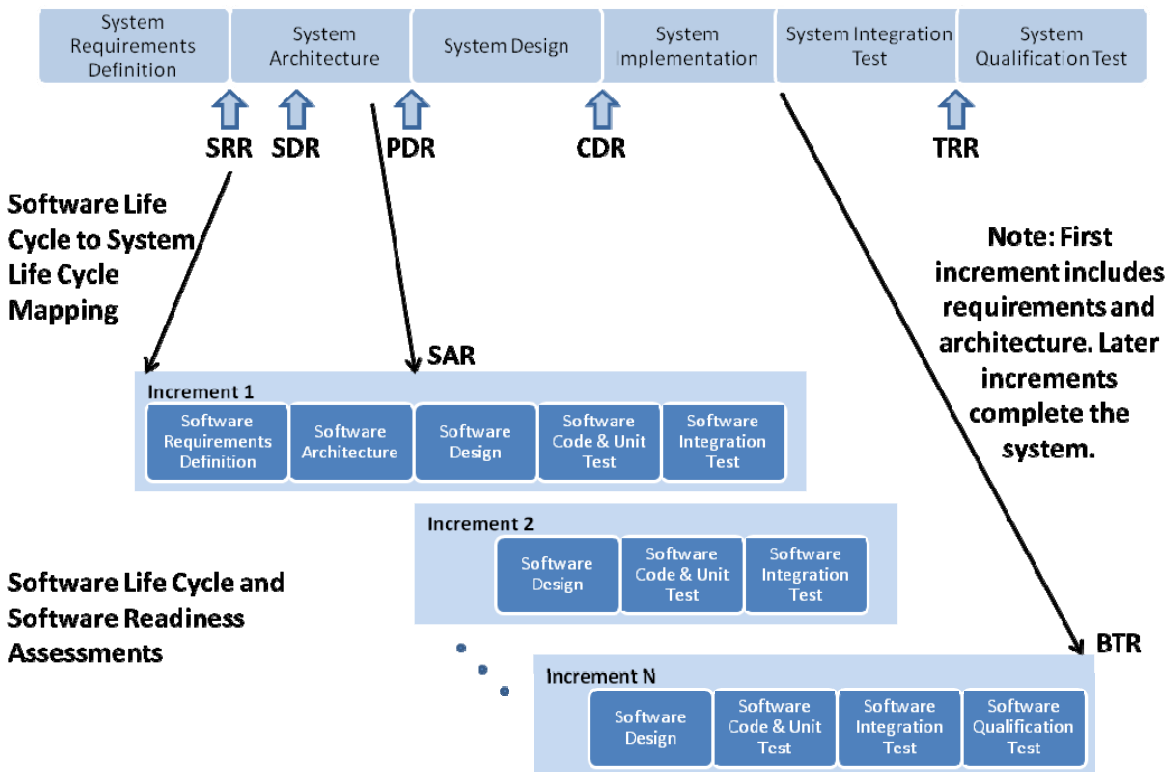 System
Requirements
Definition
System
Architecture
System Design
System
Implementation
System Integration
Test
System
Qualification Test
SRR
SDR
PDR
CDR
TRR
Software Life
Cycle to System
Life Cycle
Mapping
Note: First
increment includes
requirements and
architecture. Later
increments
complete the
system.
SAR
Increment 1
Software
Requirements
Definition
Software
Architecture
Software
Design
Software
Code & Unit
Test
Software
Integration
Test
Increment 2
Software
Design
Software
Code & Unit
Test
Software
Integration
Test
Software Life Cycle and
Software Readiness
Assessments
BTR
Increment N
Software
Design
Software
Code & Unit
Test
Software
Integration
Test
Software
Qualification
Test